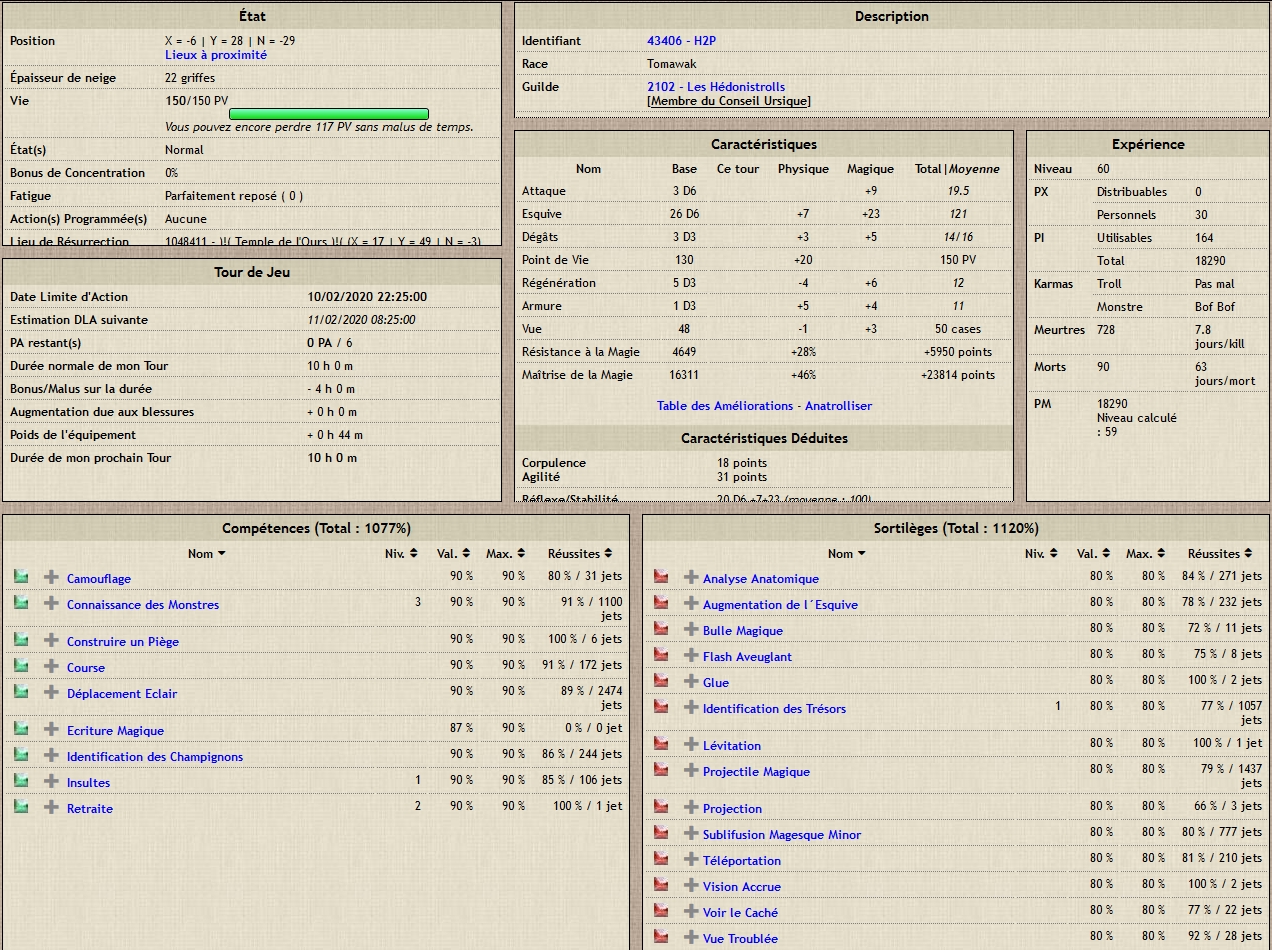 État
Position X = -6 | Y = 28 | N = -29
Lieux à proximité
Épaisseur de neige 22 griffes
Vie 150/150 PV
Vous pouvez encore perdre 117 PV sans malus de temps.
État(s) Normal
Bonus de Concentration 0%
Fatigue Parfaitement reposé ( 0 )
Action(s) Programmée(s) Aucune
Lieu de Résurrection 1048411 - )!( Temple de l'Ours )!( (X = 17 | Y = 49 | N = -3)
Tour de Jeu
Date Limite d'Action 10/02/2020 22:25:00
Estimation DLA suivante 11/02/2020 08:25:00
PA restant(s) 0 PA / 6
Durée normale de mon Tour 10 h 0 m
Bonus/Malus sur la durée - 4 h 0 m
Augmentation due aux blessures + 0 h 0 m
Poids de l'équipement + 0 h 44 m
Durée de mon prochain Tour 10 h 0 m
Description
Identifiant 43406 - H2P
Race Tomawak
Guilde 2102 - Les Hédonistrolls
[Membre du Conseil Ursique]
Caractéristiques
Nom Base Ce tour Physique Magique Total|Moyenne
Attaque 3 D6 +9 19.5
Esquive 26 D6 +7 +23 121
Dégâts 3 D3 +3 +5 14/16
Point de Vie 130 +20 150 PV
Régénération 5 D3 -4 +6 12
Armure 1 D3 +5 +4 11
Vue 48 -1 +3 50 cases
Résistance à la Magie 4649 +28% +5950 points
Maîtrise de la Magie 16311 +46% +23814 points
Table des Améliorations - Anatrolliser
Caractéristiques Déduites
Corpulence 18 points
Agilité 31 points
Réflexe/Stabilité 20 D6 +7+23 (moyenne : 100)
Expérience
Niveau 60
PX Distribuables 0
Personnels 30
PI Utilisables 164
Total 18290
Karmas Troll Pas mal
Monstre Bof Bof
Meurtres 728 7.8
jours/kill
Morts 90 63
jours/mort
PM 18290
Niveau calculé
: 59
Compétences (Total : 1077%)
Nom Niv. Val. Max. Réussites
Camouflage 90 % 90 % 80 % / 31 jets
Connaissance des Monstres 3 90 % 90 % 91 % / 1100
jets
Construire un Piège 90 % 90 % 100 % / 6 jets
Course 90 % 90 % 91 % / 172 jets
Déplacement Eclair 90 % 90 % 89 % / 2474
jets
Ecriture Magique 87 % 90 % 0 % / 0 jet
Identification des Champignons 90 % 90 % 86 % / 244 jets
Insultes 1 90 % 90 % 85 % / 106 jets
Retraite 2 90 % 90 % 100 % / 1 jet
Sortilèges (Total : 1120%)
Nom Niv. Val. Max. Réussites
Analyse Anatomique 80 % 80 % 84 % / 271 jets
Augmentation de l´Esquive 80 % 80 % 78 % / 232 jets
Bulle Magique 80 % 80 % 72 % / 11 jets
Flash Aveuglant 80 % 80 % 75 % / 8 jets
Glue 80 % 80 % 100 % / 2 jets
Identification des Trésors 1 80 % 80 % 77 % / 1057
jets
Lévitation 80 % 80 % 100 % / 1 jet
Projectile Magique 80 % 80 % 79 % / 1437
jets
Projection 80 % 80 % 66 % / 3 jets
Sublifusion Magesque Minor 80 % 80 % 80 % / 777 jets
Téléportation 80 % 80 % 81 % / 210 jets
Vision Accrue 80 % 80 % 100 % / 2 jets
Voir le Caché 80 % 80 % 77 % / 22 jets
Vue Troublée 80 % 80 % 92 % / 28 jets